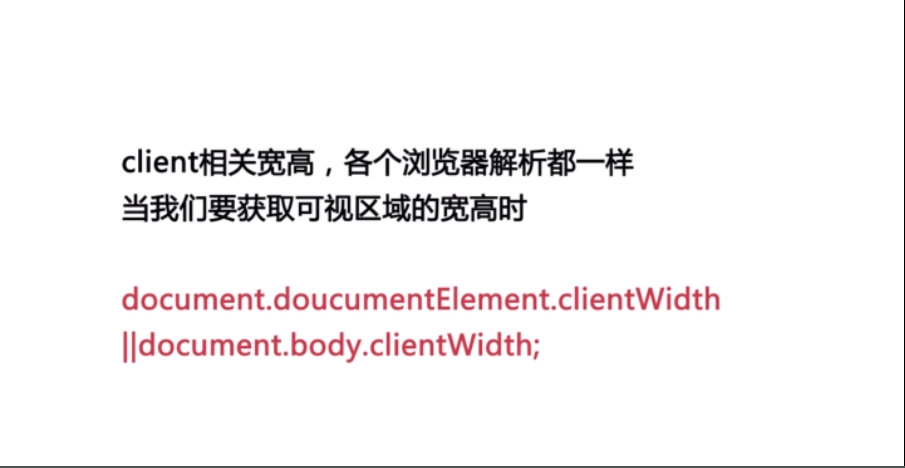 client相关宽高，各个浏览器解析都一样
当我们要获取可视区域的宽高时
document.doucumentElement.clientWidth
||document.body.clientWidth;